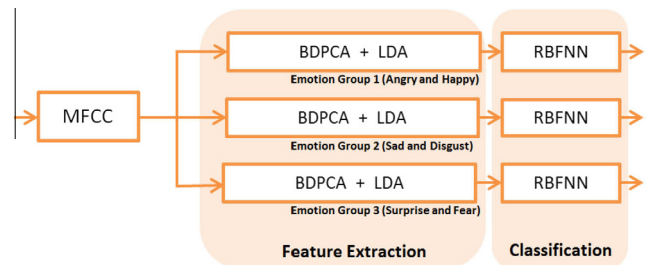 BDPCA + LDA
RBFNN
Emotion Group 1 (Angry and Happy)
MFCC
BDPCA + LDA
RBFNN
Emotion Group 2 (Sad and Disgust)
BDPCA + LDA
RBFNN
Emotion Group 3 (Surprise and Fear)
Feature Extraction
Classification